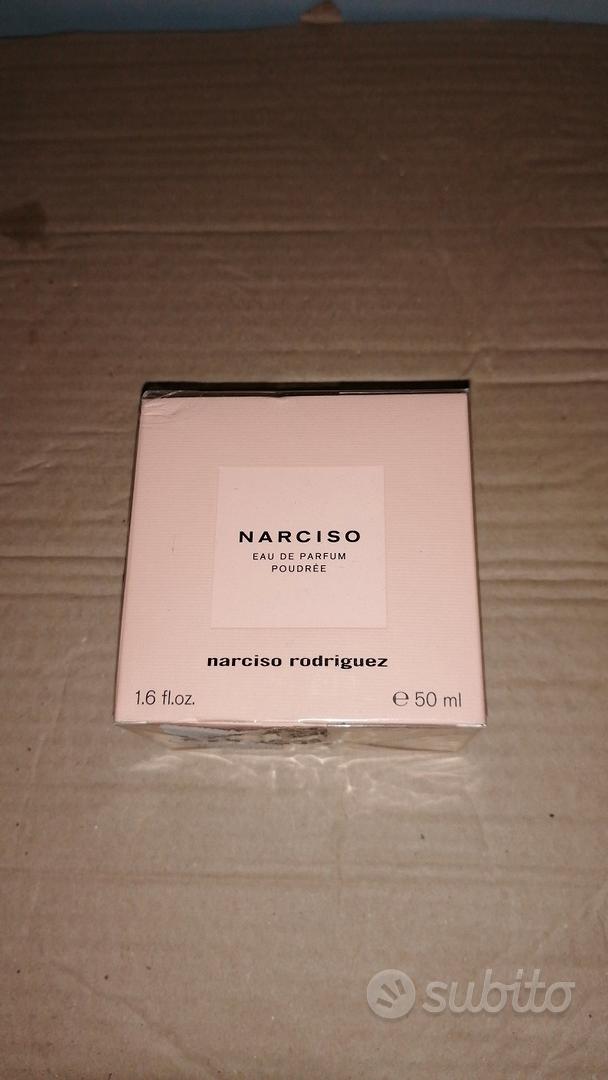 NARCISO
EAU DE PARFUM
POUDRÉE
narciso rodriguez
1.6 fl.oz. ℮ 50 ml
subito